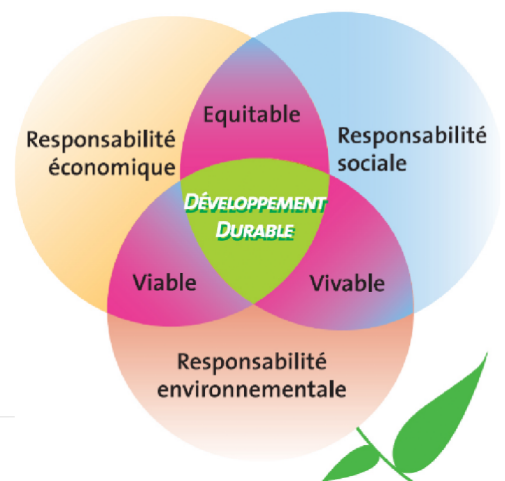 Equitable
Responsabilité
économique
Responsabilité
sociale
DÉVELOPPEMENT
DURABLE
Viable
Vivable
Responsabilité
environnementale